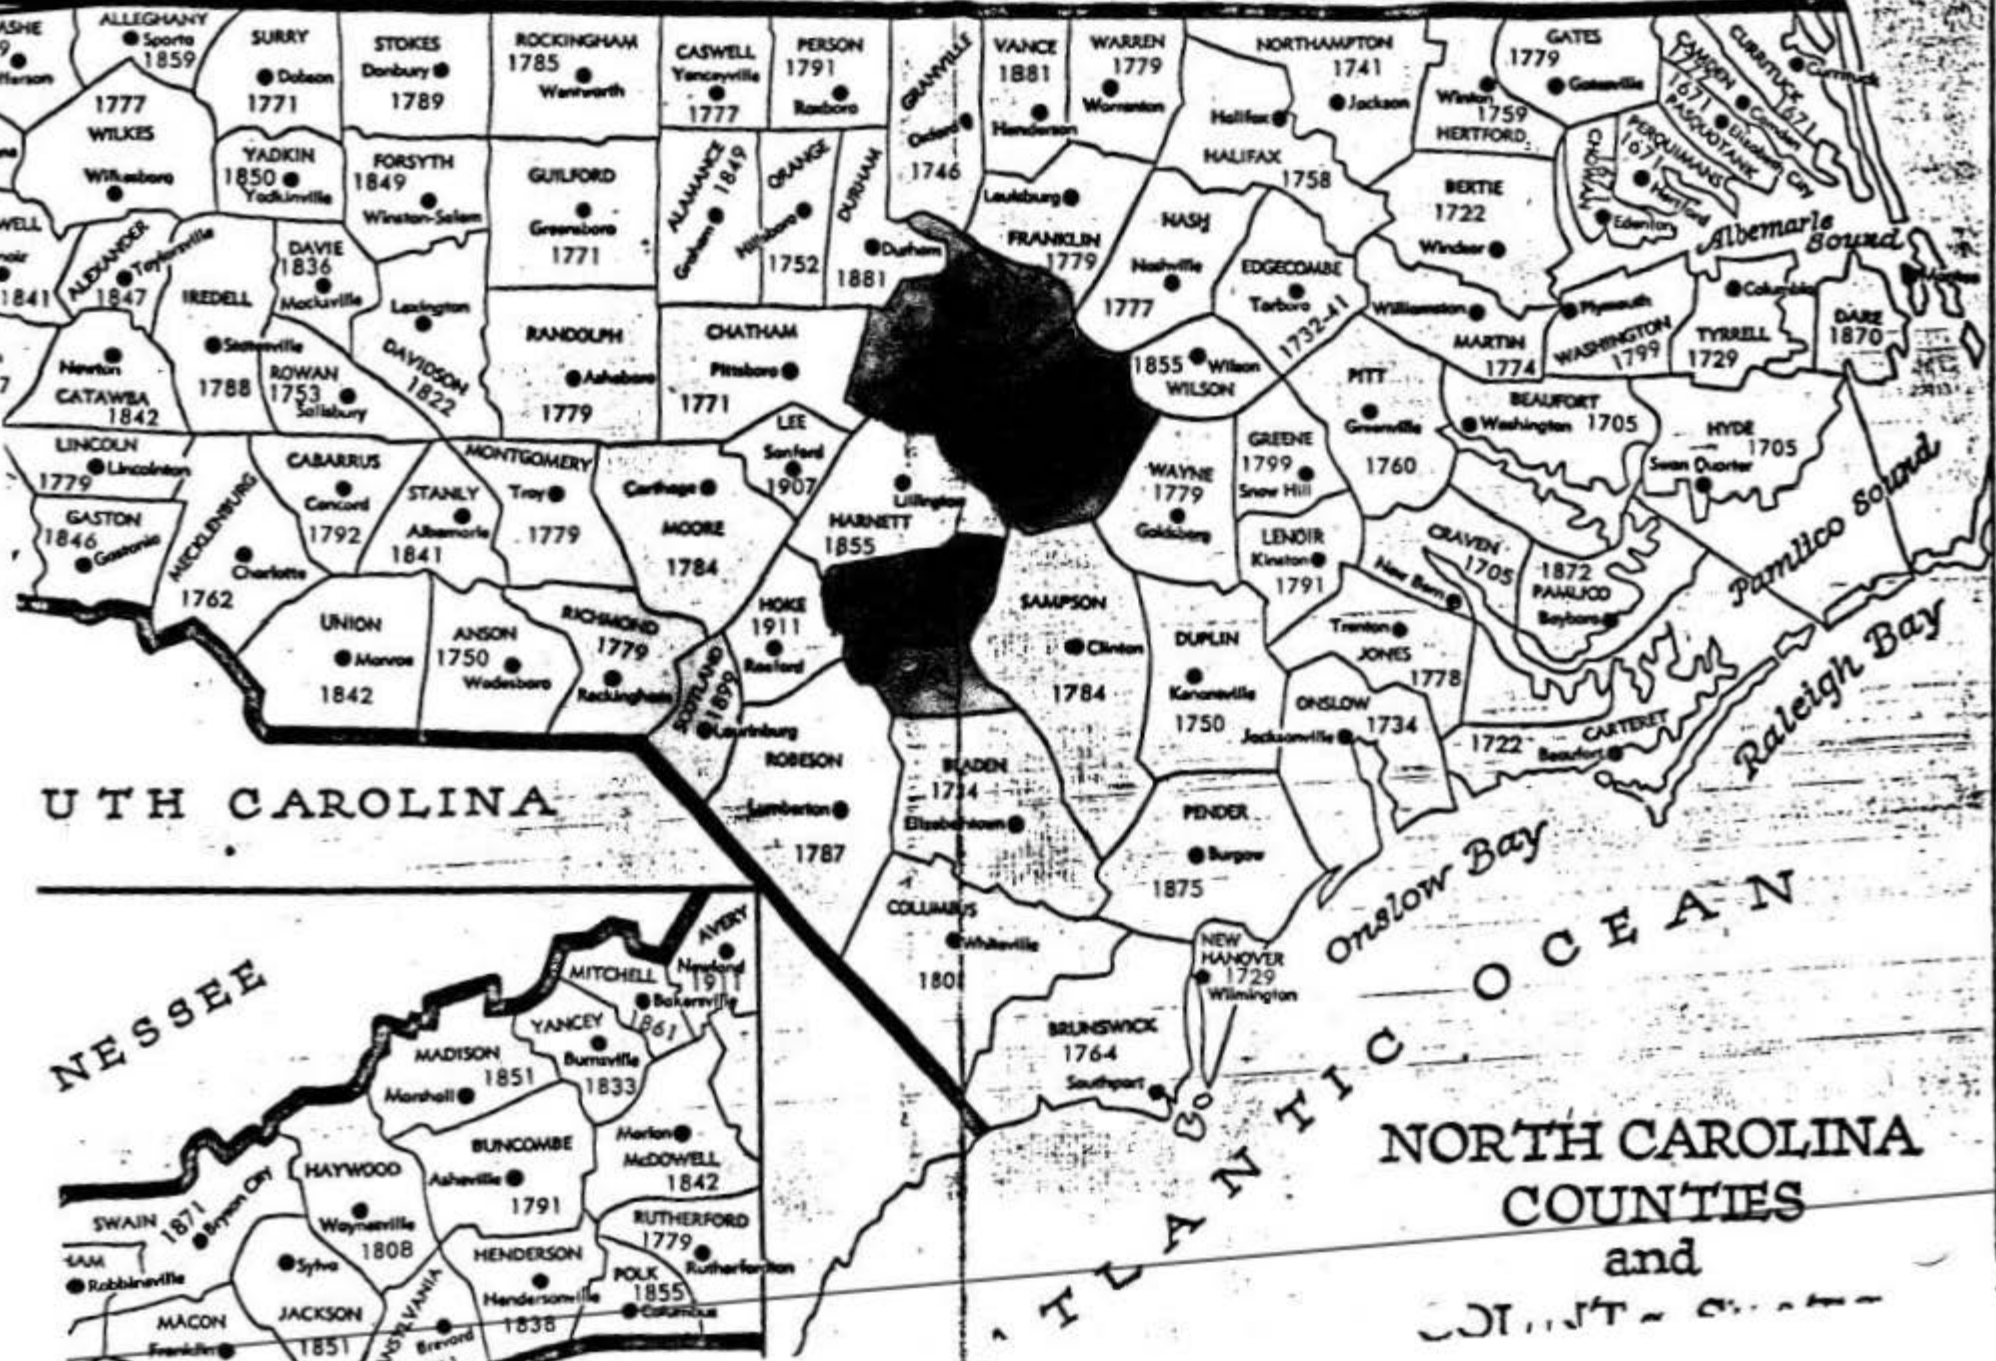 ALLEGHANY
Sparta
1859
SURRY
Dobson
1771
STOKES
Danbury
1789
ROCKINGHAM
1785
Wentworth
CASWELL
Yanceyville
1777
PERSON
1791
Roxboro
GRANVILLE
Oxford
1746
VANCE
1881
Henderson
WARREN
1779
Warrenton
NORTHAMPTON
1741
Jackson
Halifax
HALIFAX
1758
Winton
1759
HERTFORD
GATES
1779
Gatesville
CAMDEN
1777
Camden
CURRITUCK
1671
Currituck
1671
PASQUOTANK
Elizabeth City
PERQUIMANS
1671
Hertford
CHOWAN
1671
Edenton
Albemarle
Sound
1777
WILKES
Wilkesboro
YADKIN
1850
Yadkinville
FORSYTH
1849
Winston-Salem
GUILFORD
Greensboro
1771
ALAMANCE
1849
Graham
ORANGE
Hillsboro
1752
DURHAM
Durham
1881
Louisburg
FRANKLIN
1779
NASH
Nashville
1777
EDGECOMBE
Tarboro
1732-41
BERTIE
1722
Windsor
WELL
1841
ALEXANDER
Taylorsville
1847
IREDELL
Statesville
1788
DAVIE
1836
Mocksville
Lexington
DAVIDSON
1822
ROWAN
1753
Salisbury
RANDOLPH
Asheboro
1779
CHATHAM
Pittsboro
1771
1855
Wilson
WILSON
Williamston
MARTIN
1774
Plymouth
WASHINGTON
1799
Columbia
TYRRELL
1729
DARE
1870
Manteo
Newton
CATAWBA
1842
PITT
Greenville
1760
BEAUFORT
Washington 1705
HYDE
1705
Swan Quarter
LINCOLN
Lincolnton
1779
GASTON
1846
Gastonia
MECKLENBURG
Charlotte
1762
CABARRUS
Concord
1792
STANLY
Albemarle
1841
MONTGOMERY
Troy
1779
Carthage
MOORE
1784
LEE
Sanford
1907
Lillington
HARNETT
1855
WAYNE
1779
Goldsboro
GREENE
1799
Snow Hill
LENOIR
Kinston
1791
CRAVEN
1705
New Bern
1872
PAMLICO
Bayboro
Pamlico Sound
UNION
Monroe
1842
ANSON
1750
Wadesboro
RICHMOND
1779
Rockingham
SCOTLAND
1899
Laurinburg
HOKE
1911
Raeford
SAMPSON
Clinton
1784
DUPLIN
Kenansville
1750
Trenton
JONES
1778
ONSLOW
1734
Jacksonville
1722
CARTERET
Beaufort
Raleigh Bay
ROBESON
Lumberton
1787
BLADEN
1734
Elizabethtown
PENDER
Burgaw
1875
Onslow Bay
UTH CAROLINA
COLUMBUS
Whiteville
1808
NEW
HANOVER
1729
Wilmington
BRUNSWICK
1764
Southport
TLANTIC OCEAN
NESSEE
AVERY
Newland
1911
MITCHELL
Bakersville
1861
YANCEY
Burnsville
1833
MADISON
1851
Marshall
BUNCOMBE
Asheville
1791
Marion
McDOWELL
1842
HAYWOOD
Waynesville
1808
SWAIN
1871
Bryson City
HAM
Robbinsville
Sylva
JACKSON
1851
MACON
Franklin
HENDERSON
Hendersonville
1838
NSYLVANIA
Brevard
RUTHERFORD
1779
Rutherfordton
POLK
1855
Columbus
NORTH CAROLINA
COUNTIES
and